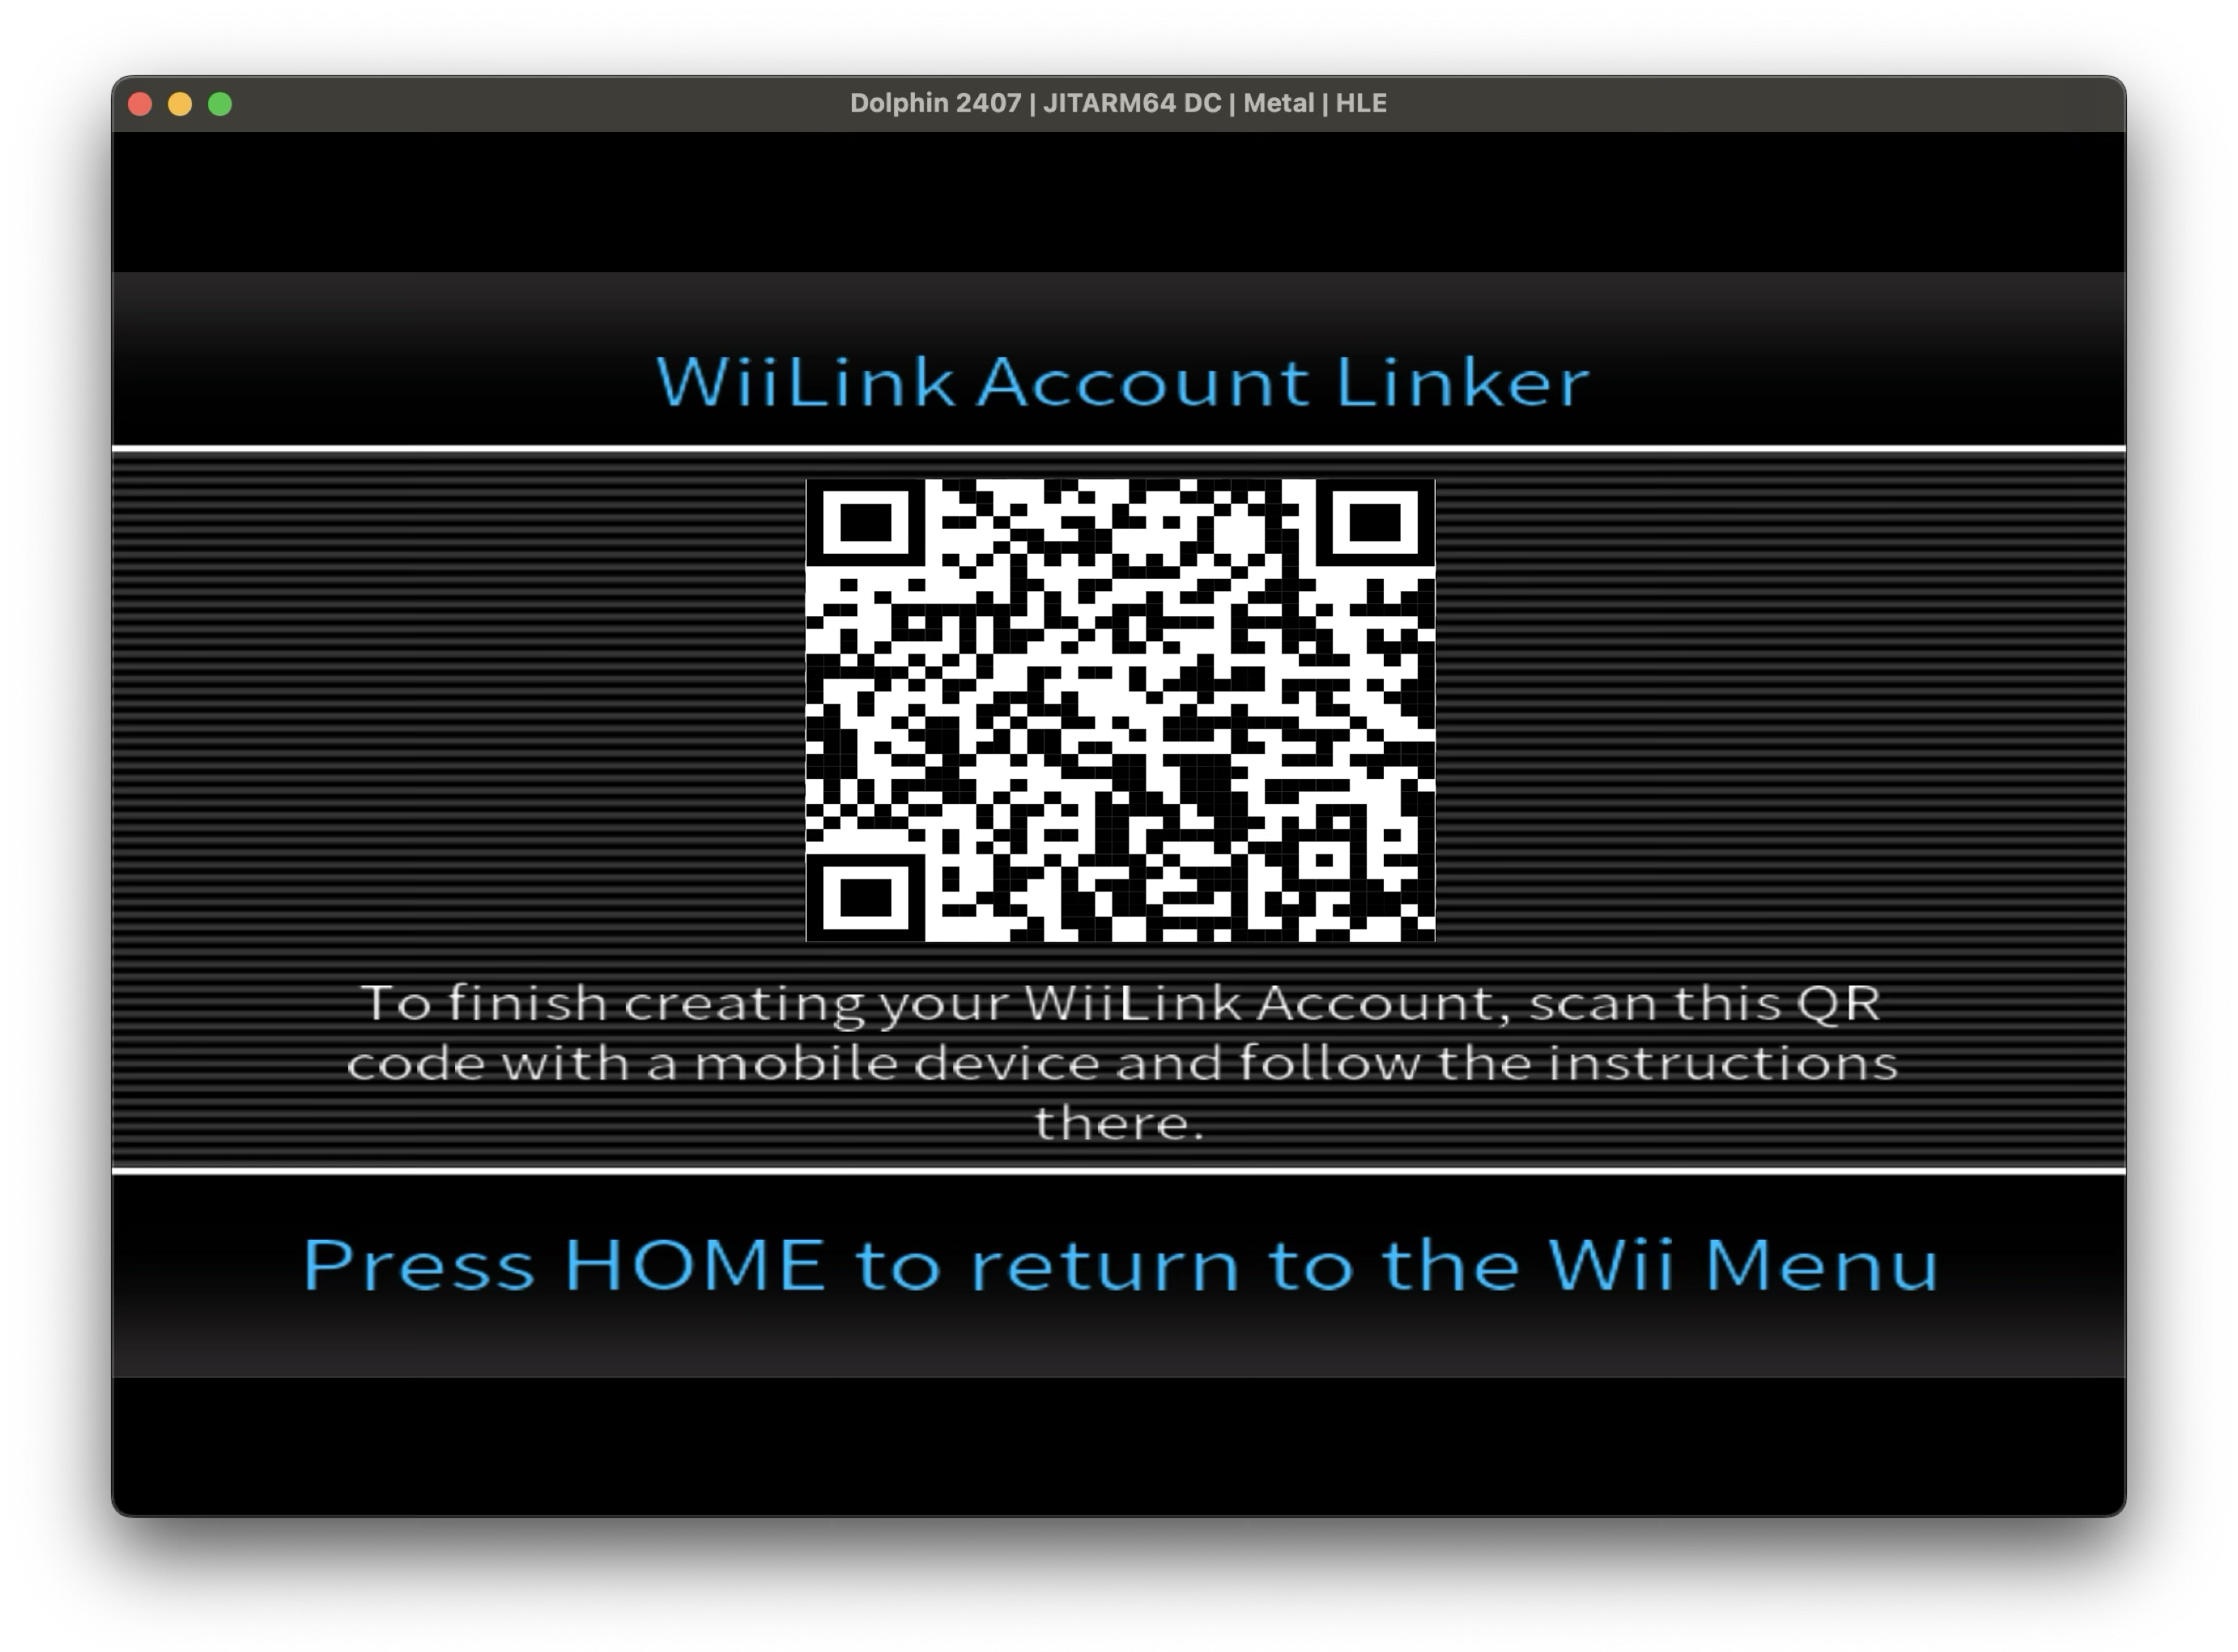 Dolphin 2407 | JITARM64 DC | Metal | HLE
WiiLink Account Linker
To finish creating your WiiLink Account, scan this QR
code with a mobile device and follow the instructions
there.
Press HOME to return to the Wii Menu